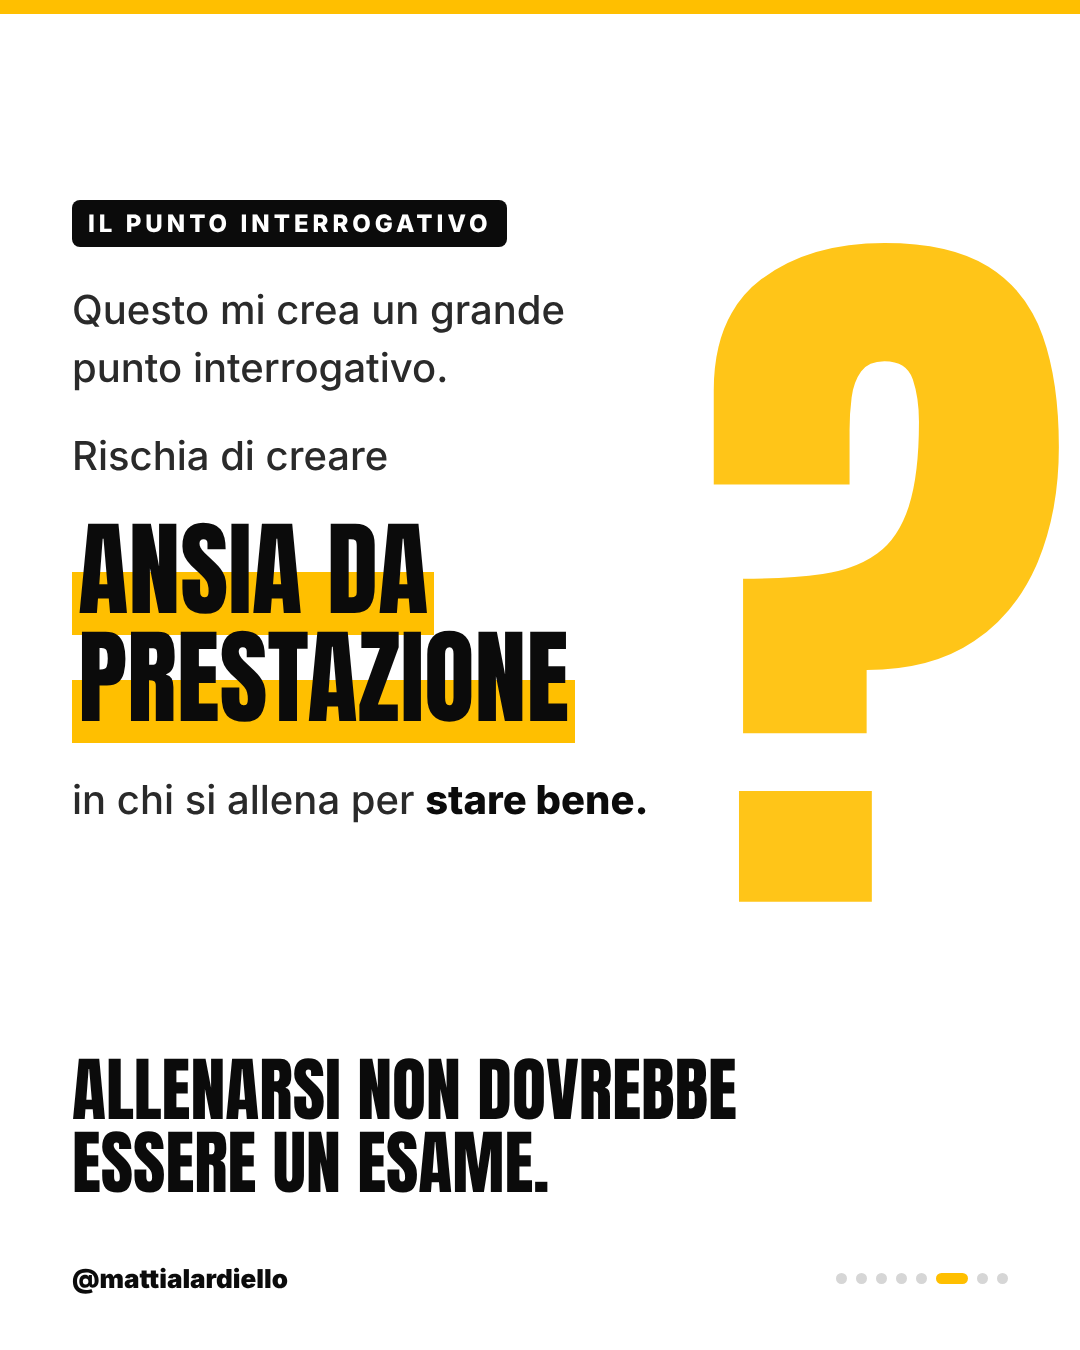 IL PUNTO INTERROGATIVO
Questo mi crea un grande
punto interrogativo.
Rischia di creare
ANSIA DA
PRESTAZIONE
in chi si allena per stare bene.
?
ALLENARSI NON DOVREBBE
ESSERE UN ESAME.
@mattialardiello